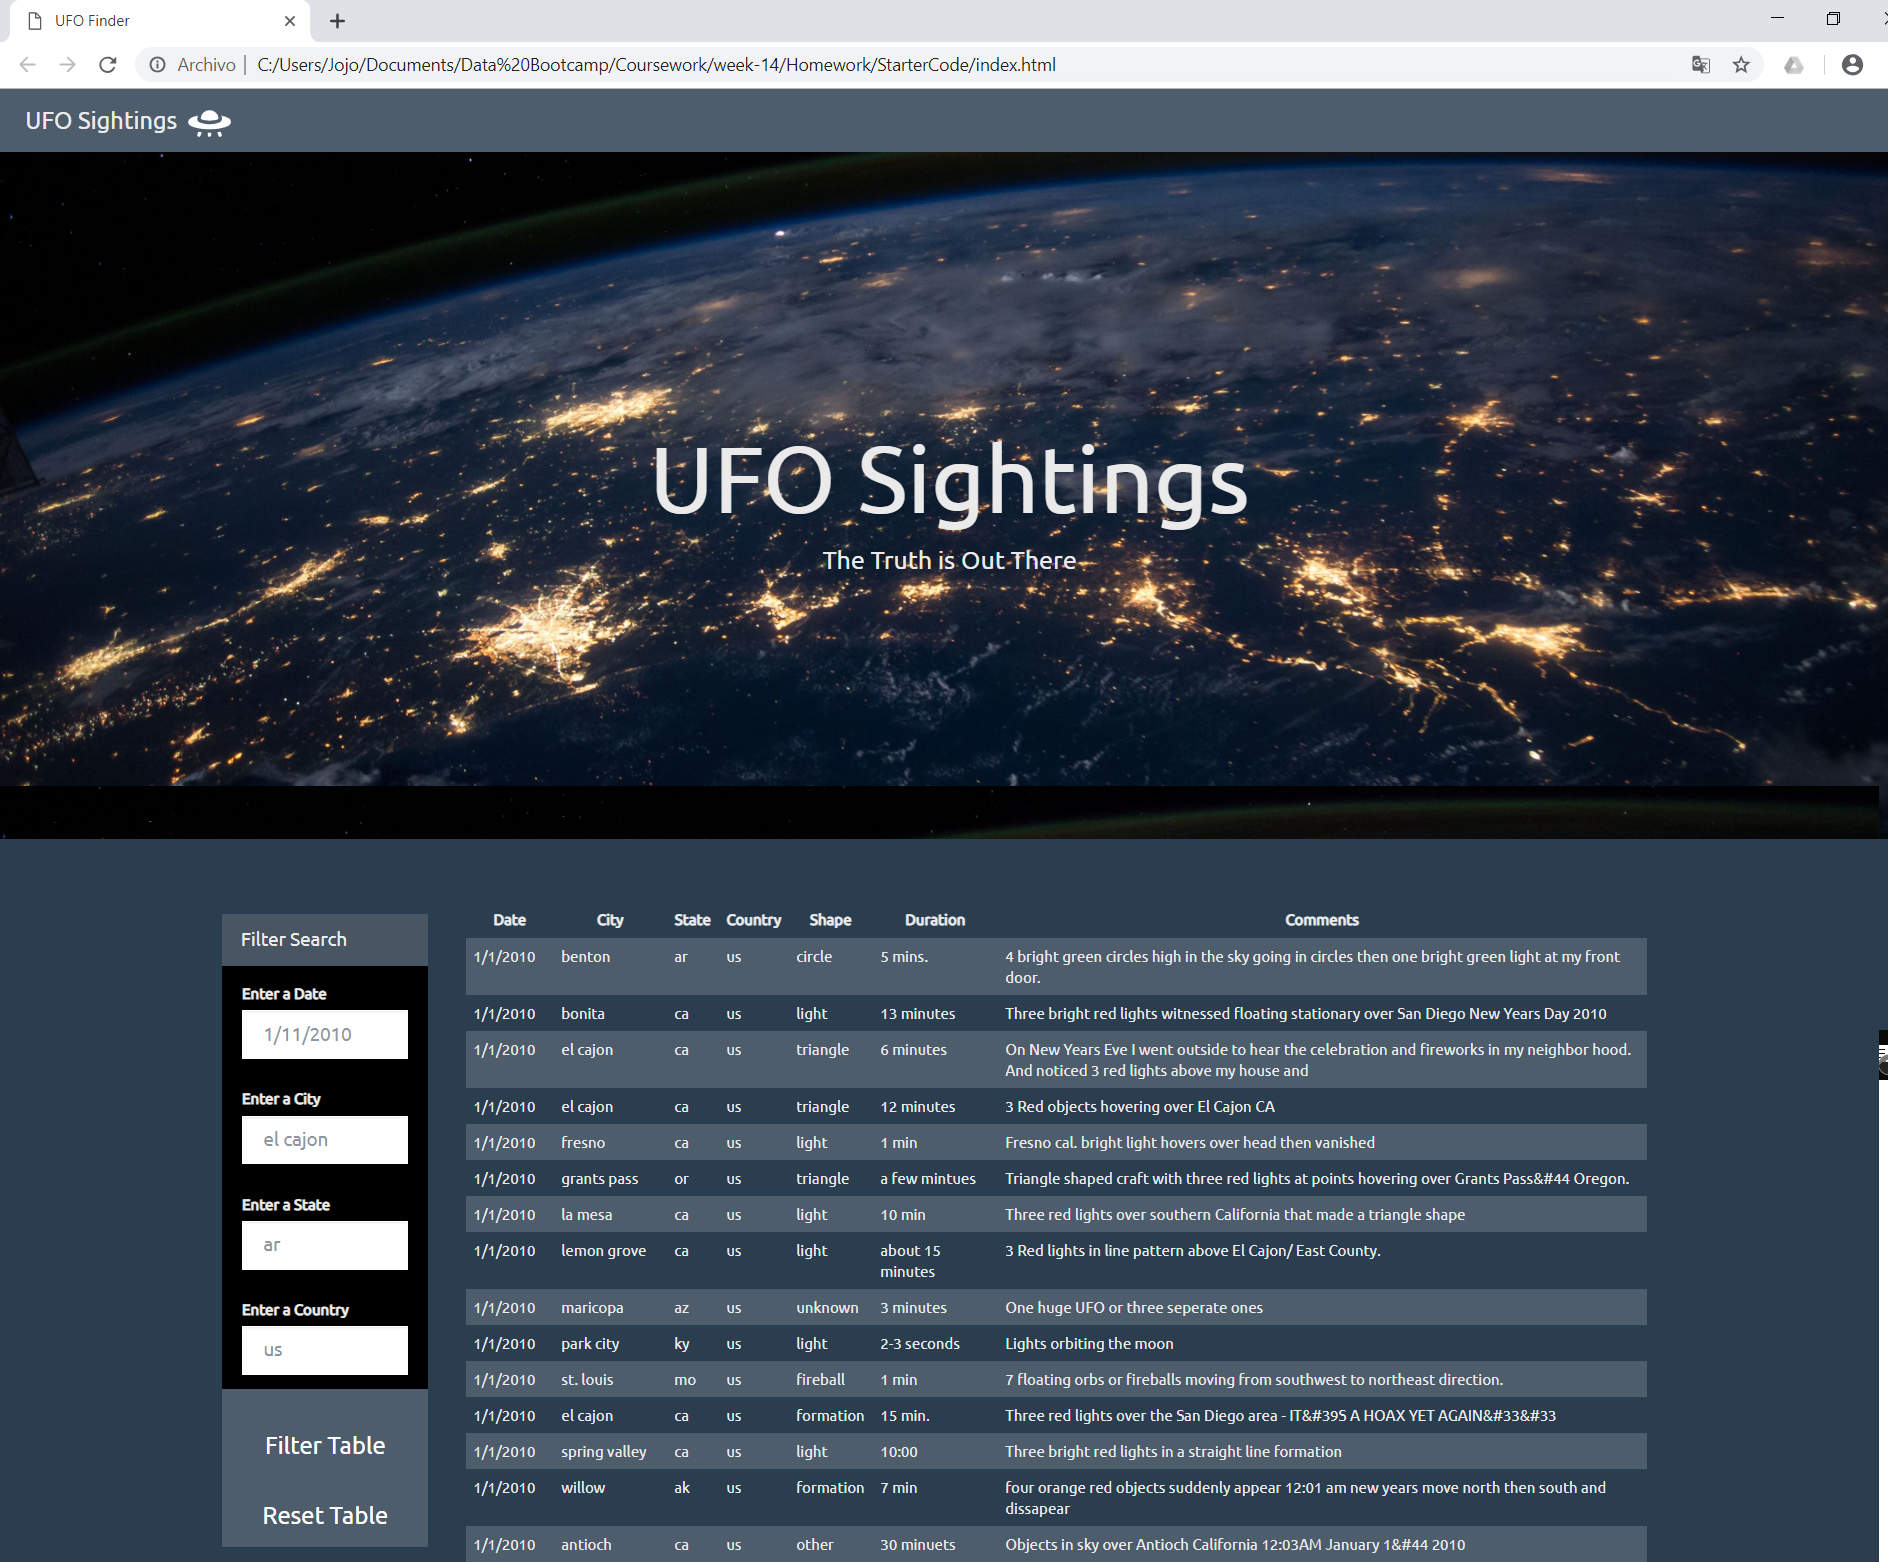 UFO Finder
Archivo | C:/Users/Jojo/Documents/Data%20Bootcamp/Coursework/week-14/Homework/StarterCode/index.html
UFO Sightings
UFO Sightings
The Truth is Out There
Filter Search
Enter a Date
1/11/2010
Enter a City
el cajon
Enter a State
ar
Enter a Country
us
Filter Table
Reset Table
Date City State Country Shape Duration Comments
1/1/2010 benton ar us circle 5 mins. 4 bright green circles high in the sky going in circles then one bright green light at my front
door.
1/1/2010 bonita ca us light 13 minutes Three bright red lights witnessed floating stationary over San Diego New Years Day 2010
1/1/2010 el cajon ca us triangle 6 minutes On New Years Eve I went outside to hear the celebration and fireworks in my neighbor hood.
And noticed 3 red lights above my house and
1/1/2010 el cajon ca us triangle 12 minutes 3 Red objects hovering over El Cajon CA
1/1/2010 fresno ca us light 1 min Fresno cal. bright light hovers over head then vanished
1/1/2010 grants pass or us triangle a few mintues Triangle shaped craft with three red lights at points hovering over Grants Pass&#44 Oregon.
1/1/2010 la mesa ca us light 10 min Three red lights over southern California that made a triangle shape
1/1/2010 lemon grove ca us light about 15 3 Red lights in line pattern above El Cajon/ East County.
minutes
1/1/2010 maricopa az us unknown 3 minutes One huge UFO or three seperate ones
1/1/2010 park city ky us light 2-3 seconds Lights orbiting the moon
1/1/2010 st. louis mo us fireball 1 min 7 floating orbs or fireballs moving from southwest to northeast direction.
1/1/2010 el cajon ca us formation 15 min. Three red lights over the San Diego area - IT&#39S A HOAX YET AGAIN&#33&#33
1/1/2010 spring valley ca us light 10:00 Three bright red lights in a straight line formation
1/1/2010 willow ak us formation 7 min four orange red objects suddenly appear 12:01 am new years move north then south and
dissapear
1/1/2010 antioch ca us other 30 minuets Objects in sky over Antioch California 12:03AM January 1&#44 2010